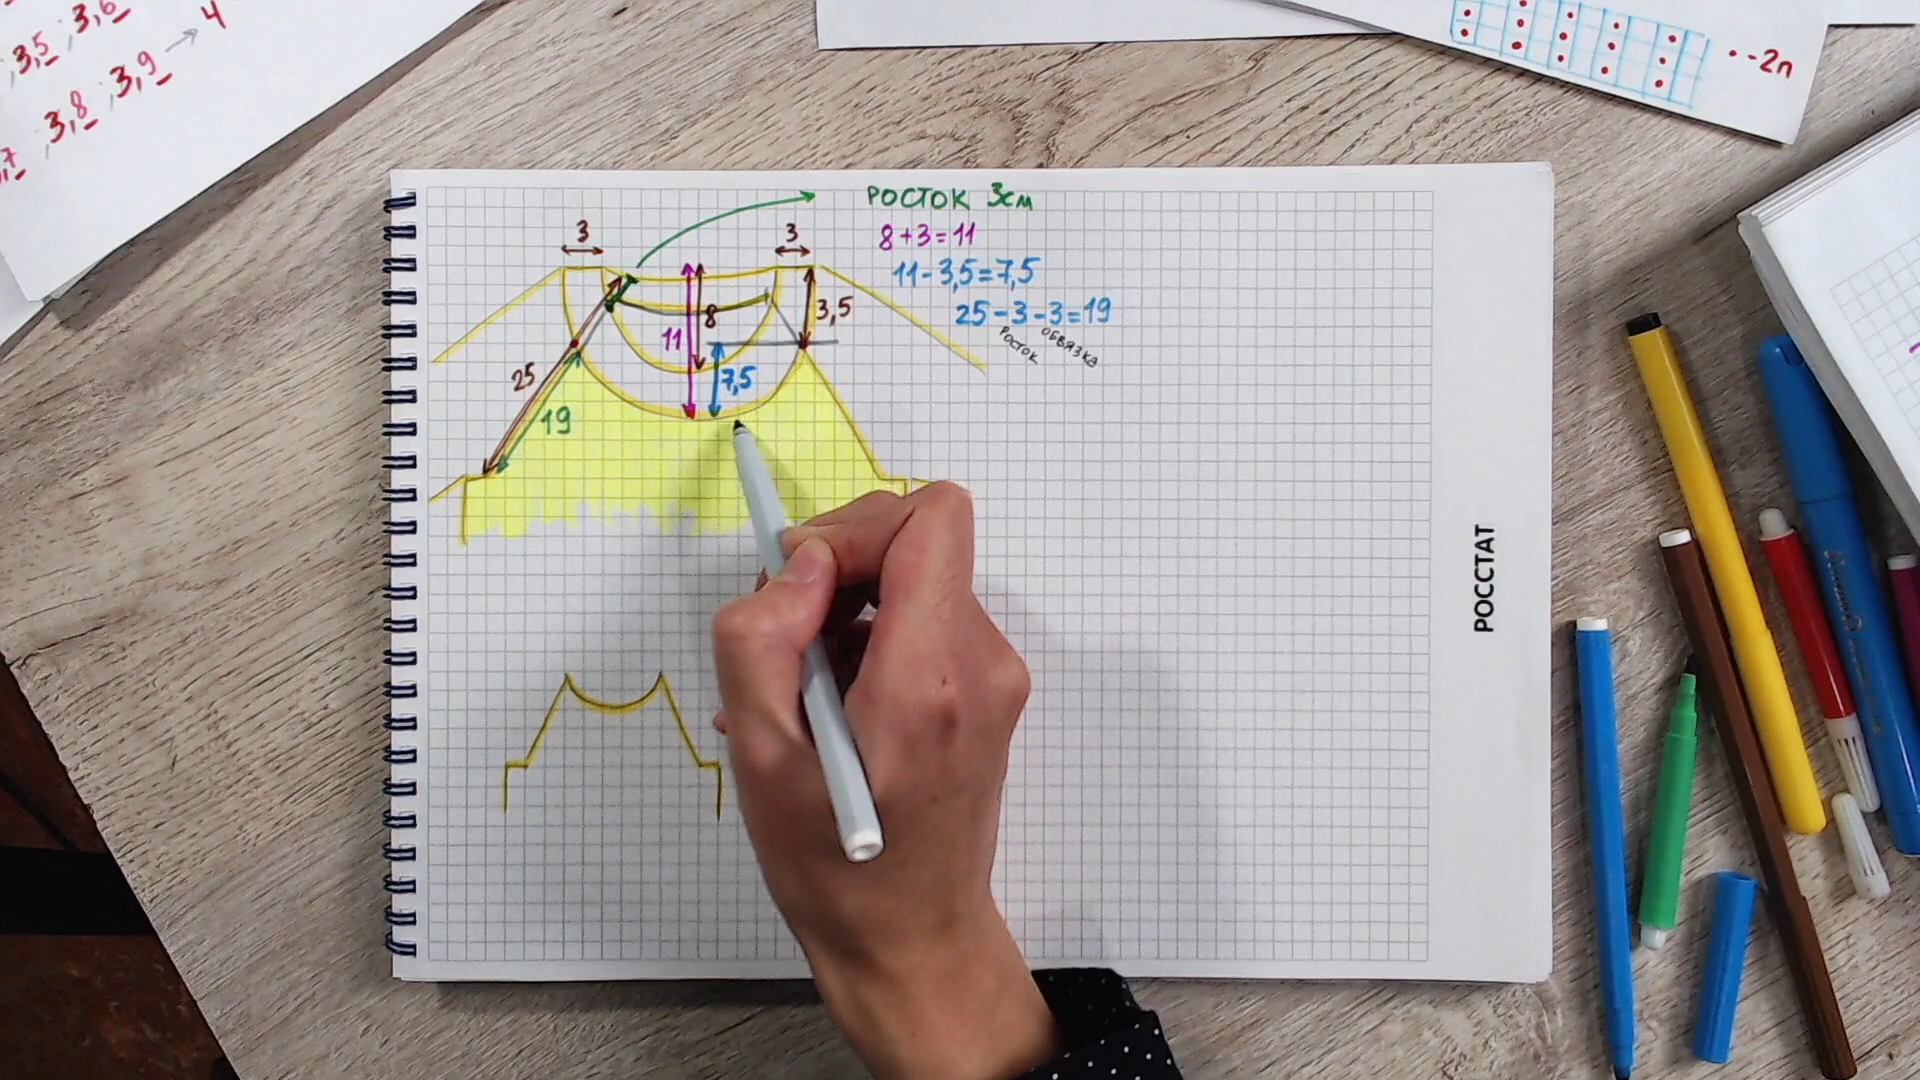 3,5 3,6
3,8 ; 3,9 → 4
7
• -2п
РОСТОК 3см
8+3=11
11-3,5=7,5
25-3-3=19
РОСТОК
ОБВЯЗКА
3
3
8
3,5
11
7,5
25
19
РОССТАТ